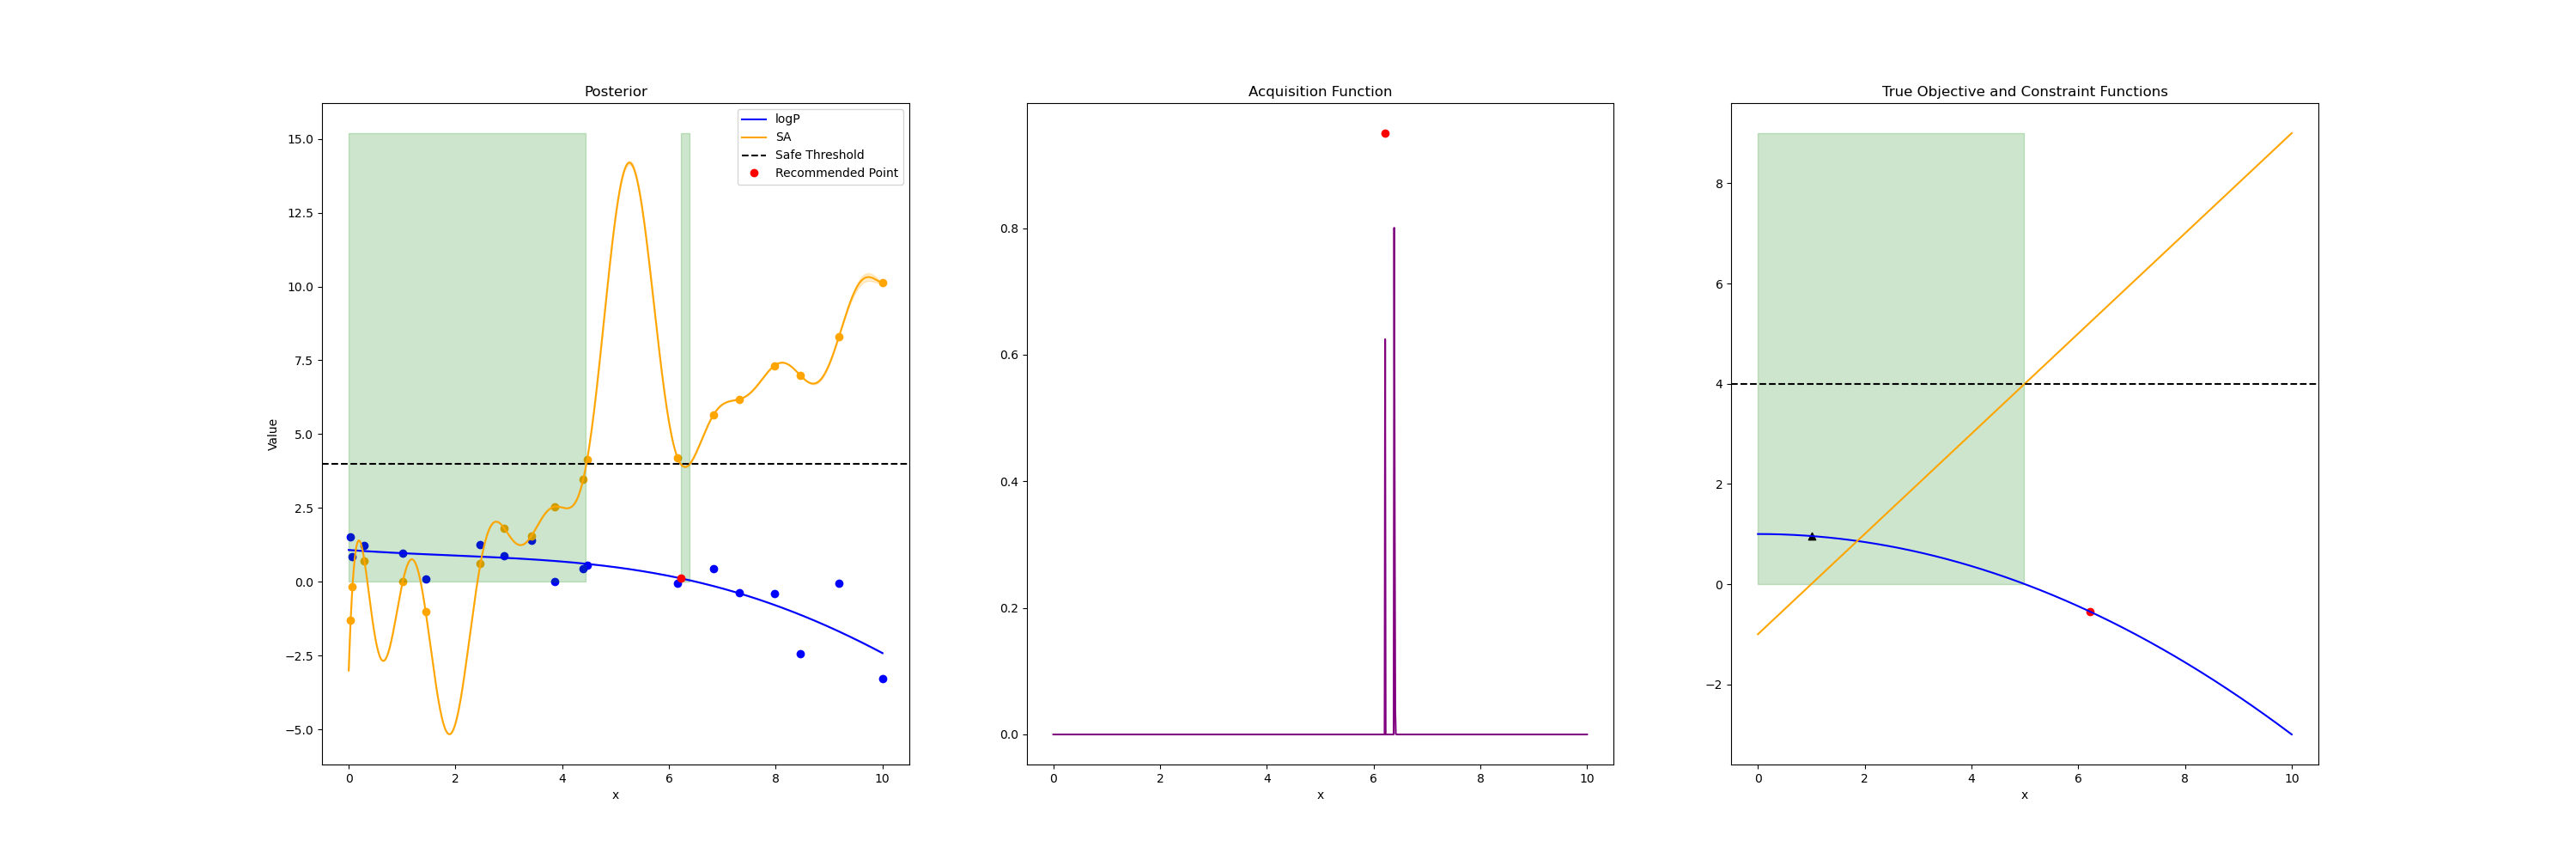 Posterior
Acquisition Function
True Objective and Constraint Functions
logP
SA
Safe Threshold
Recommended Point
15.0
12.5
10.0
7.5
5.0
2.5
0.0
−2.5
−5.0
Value
0 2 4 6 8 10
x
0.8
0.6
0.4
0.2
0.0
0 2 4 6 8 10
x
8
6
4
2
0
−2
0 2 4 6 8 10
x